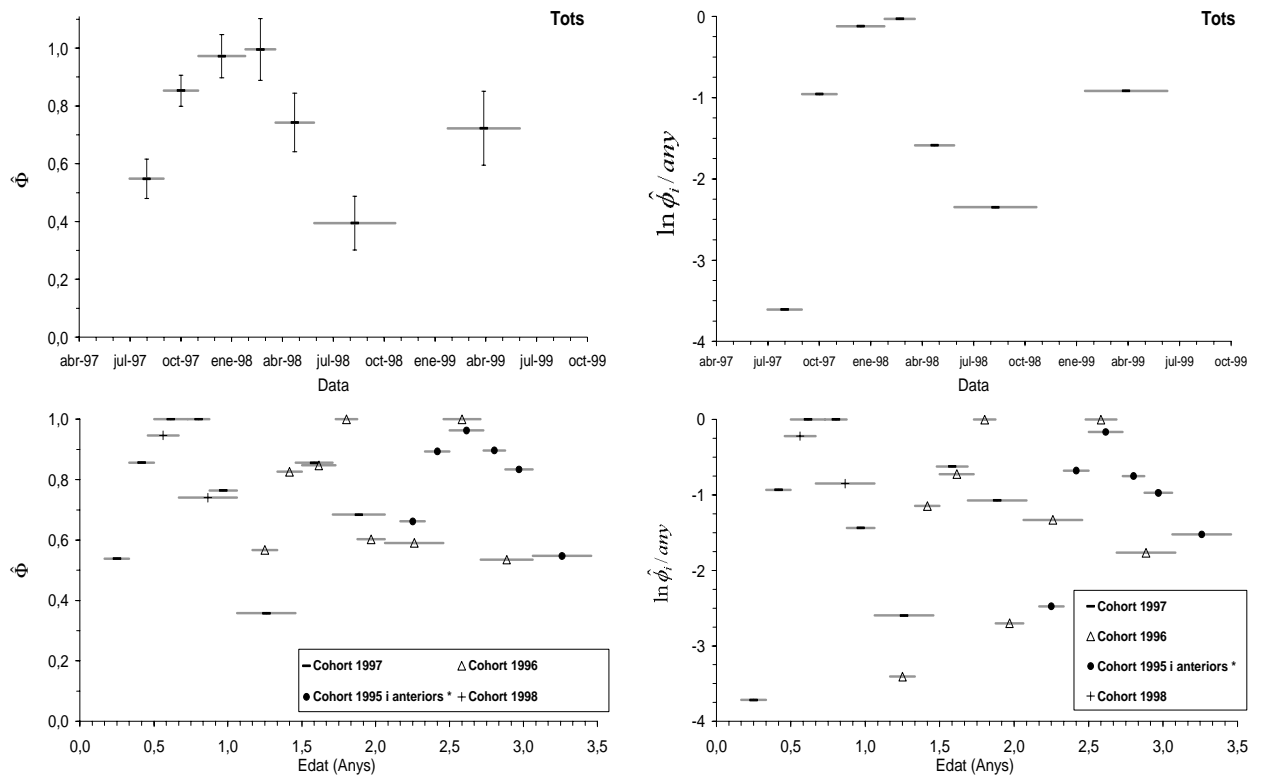 Tots
1,0
0,8
0,6
0,4
0,2
0,0
Φ̂
abr-97 jul-97 oct-97 ene-98 abr-98 jul-98 oct-98 ene-99 abr-99 jul-99 oct-99
Data
Tots
0
-1
-2
-3
-4
ln ϕ̂i / any
abr-97 jul-97 oct-97 ene-98 abr-98 jul-98 oct-98 ene-99 abr-99 jul-99 oct-99
Data
1,0
0,8
0,6
0,4
0,2
0,0
Φ̂
Cohort 1997 Cohort 1996
Cohort 1995 i anteriors * Cohort 1998
0,0 0,5 1,0 1,5 2,0 2,5 3,0 3,5
Edat (Anys)
0
-1
-2
-3
-4
ln ϕ̂i / any
Cohort 1997
Cohort 1996
Cohort 1995 i anteriors *
Cohort 1998
0,0 0,5 1,0 1,5 2,0 2,5 3,0 3,5
Edat (Anys)